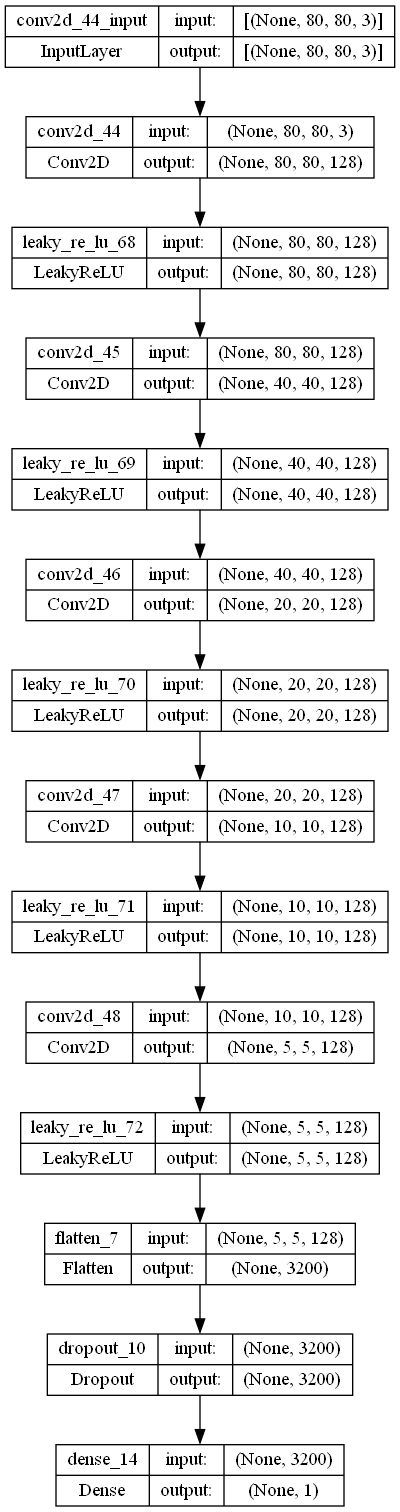 conv2d_44_input input: [(None, 80, 80, 3)]
InputLayer output: [(None, 80, 80, 3)]
conv2d_44 input: (None, 80, 80, 3)
Conv2D output: (None, 80, 80, 128)
leaky_re_lu_68 input: (None, 80, 80, 128)
LeakyReLU output: (None, 80, 80, 128)
conv2d_45 input: (None, 80, 80, 128)
Conv2D output: (None, 40, 40, 128)
leaky_re_lu_69 input: (None, 40, 40, 128)
LeakyReLU output: (None, 40, 40, 128)
conv2d_46 input: (None, 40, 40, 128)
Conv2D output: (None, 20, 20, 128)
leaky_re_lu_70 input: (None, 20, 20, 128)
LeakyReLU output: (None, 20, 20, 128)
conv2d_47 input: (None, 20, 20, 128)
Conv2D output: (None, 10, 10, 128)
leaky_re_lu_71 input: (None, 10, 10, 128)
LeakyReLU output: (None, 10, 10, 128)
conv2d_48 input: (None, 10, 10, 128)
Conv2D output: (None, 5, 5, 128)
leaky_re_lu_72 input: (None, 5, 5, 128)
LeakyReLU output: (None, 5, 5, 128)
flatten_7 input: (None, 5, 5, 128)
Flatten output: (None, 3200)
dropout_10 input: (None, 3200)
Dropout output: (None, 3200)
dense_14 input: (None, 3200)
Dense output: (None, 1)